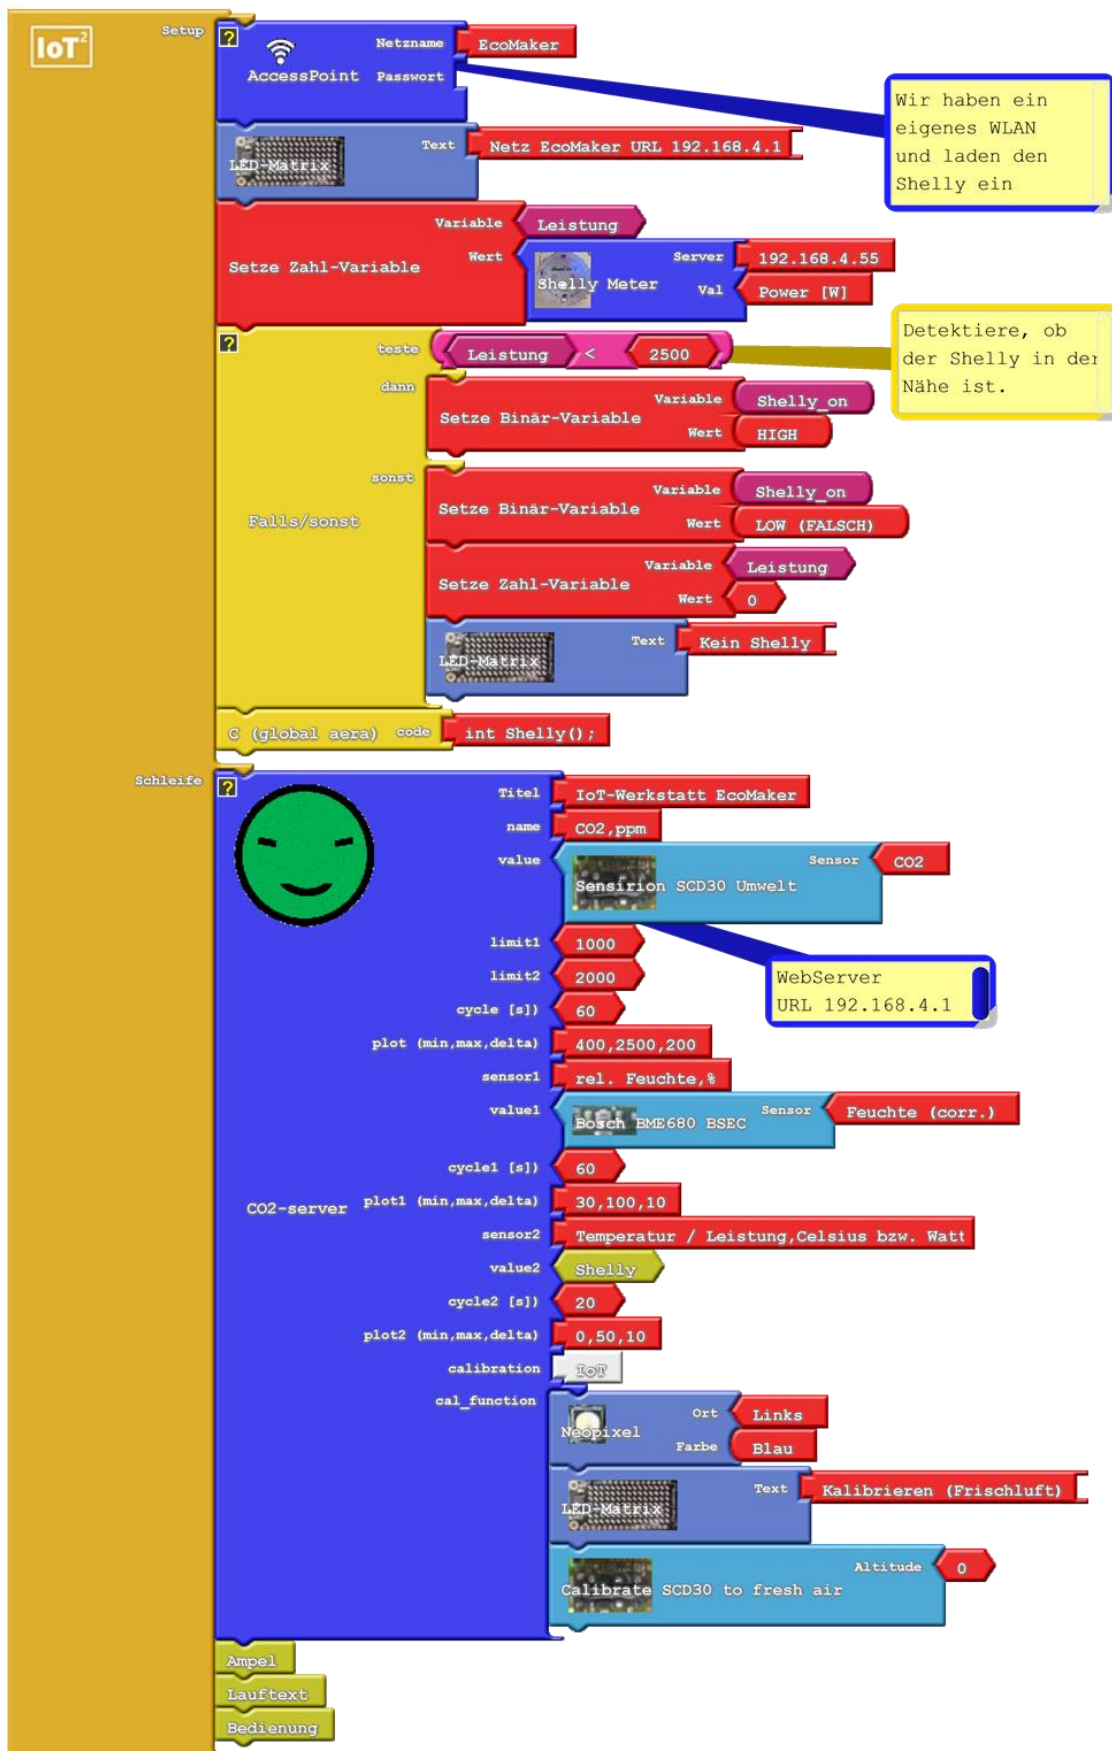 IoT²
Setup
?
Netzname
EcoMaker
AccessPoint
Passwort
Wir haben ein
eigenes WLAN
und laden den
Shelly ein
LED-Matrix
Text
Netz EcoMaker URL 192.168.4.1
Variable
Leistung
Setze Zahl-Variable
Wert
Shelly Meter
Server
192.168.4.55
Val
Power [W]
?
teste
Leistung
<
2500
Detektiere, ob
der Shelly in der
Nähe ist.
dann
Setze Binär-Variable
Variable
Shelly_on
Wert
HIGH
Falls/sonst
sonst
Setze Binär-Variable
Variable
Shelly_on
Wert
LOW (FALSCH)
Setze Zahl-Variable
Variable
Leistung
Wert
0
LED-Matrix
Text
Kein Shelly
C (global aera)
code
int Shelly();
Schleife
?
Titel
IoT-Werkstatt EcoMaker
name
CO2,ppm
value
Sensirion SCD30 Umwelt
Sensor
CO2
limit1
1000
WebServer
URL 192.168.4.1
limit2
2000
cycle [s])
60
plot (min,max,delta)
400,2500,200
sensor1
rel. Feuchte,%
value1
Bosch BME680 BSEC
Sensor
Feuchte (corr.)
cycle1 [s])
60
CO2-server
plot1 (min,max,delta)
30,100,10
sensor2
Temperatur / Leistung,Celsius bzw. Watt
value2
Shelly
cycle2 [s])
20
plot2 (min,max,delta)
0,50,10
calibration
IoT
cal_function
Neopixel
Ort
Links
Farbe
Blau
LED-Matrix
Text
Kalibrieren (Frischluft)
Calibrate SCD30 to fresh air
Altitude
0
Ampel
Lauftext
Bedienung